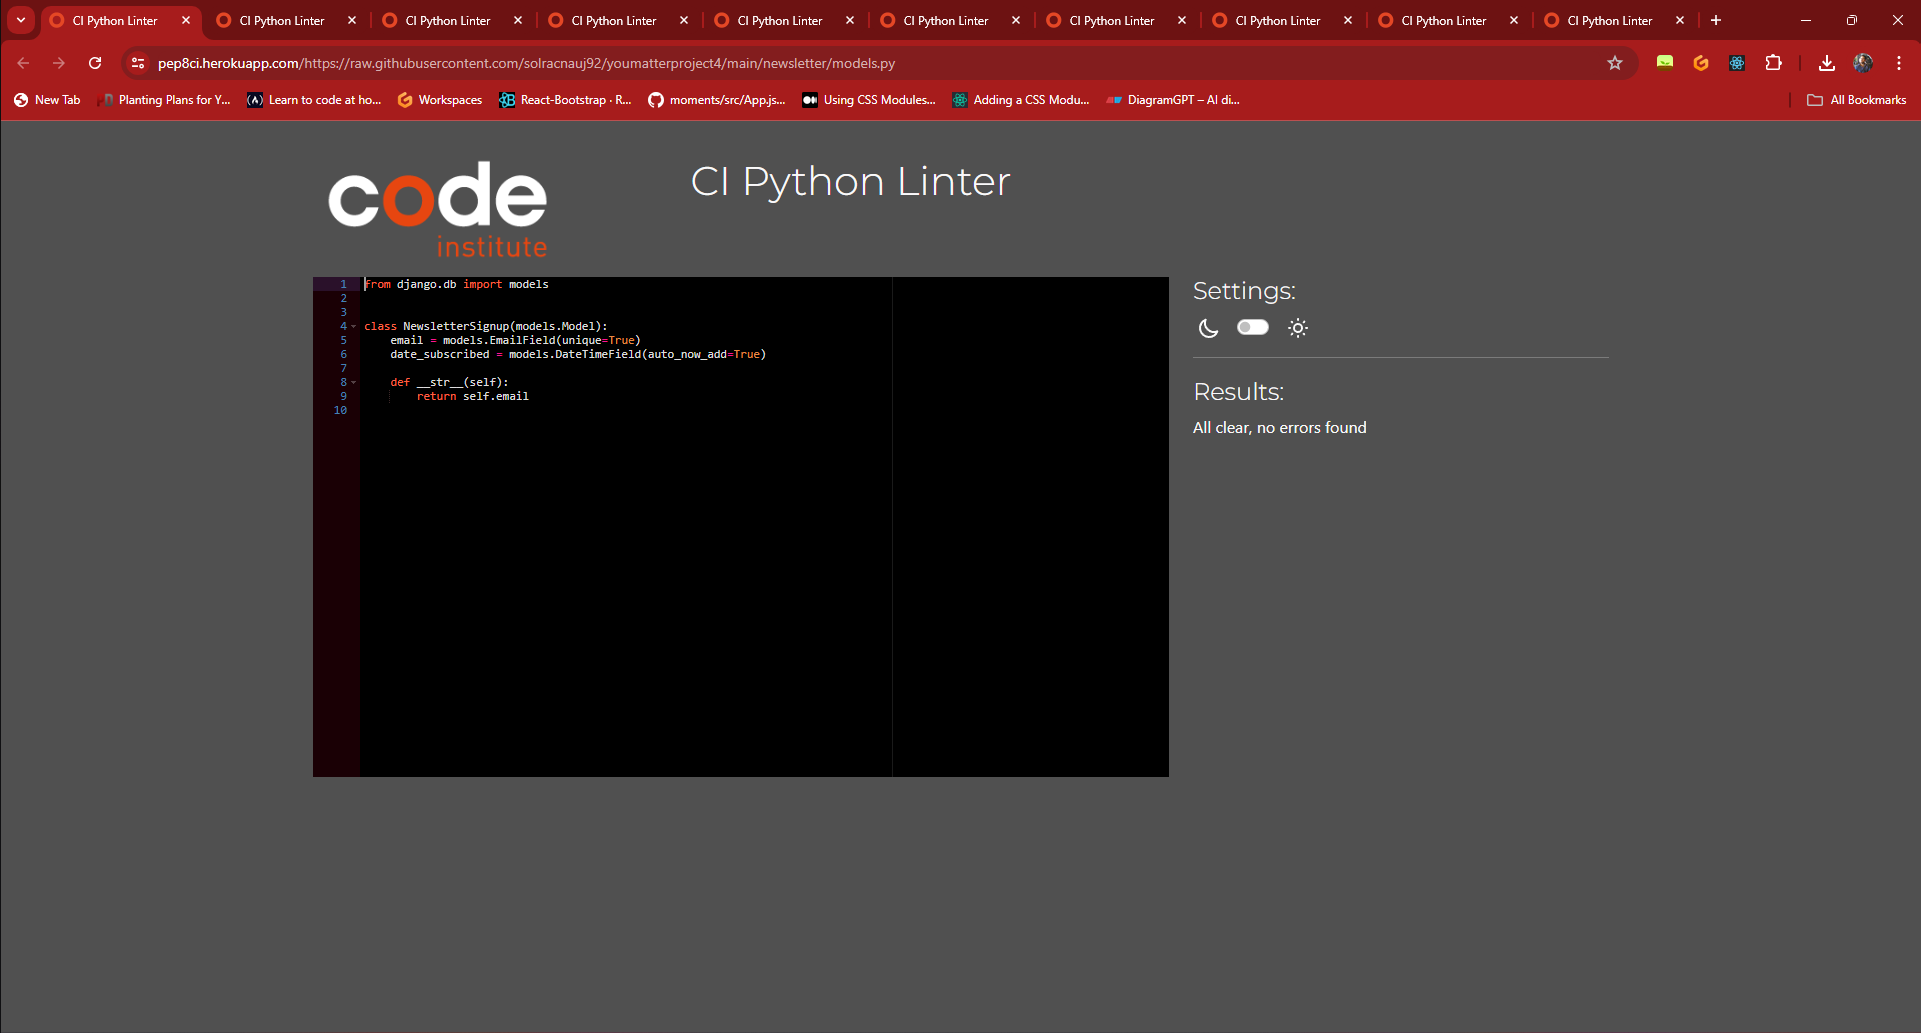 CI Python Linter
CI Python Linter
CI Python Linter
CI Python Linter
CI Python Linter
CI Python Linter
CI Python Linter
CI Python Linter
CI Python Linter
CI Python Linter
pep8ci.herokuapp.com/https://raw.githubusercontent.com/solracnauj92/youmatterproject4/main/newsletter/models.py
New Tab
Planting Plans for Y...
Learn to code at ho...
Workspaces
React-Bootstrap · R...
moments/src/App.js...
Using CSS Modules...
Adding a CSS Modu...
DiagramGPT – AI di...
All Bookmarks
code
institute
CI Python Linter
1 from django.db import models
2
3
4 class NewsletterSignup(models.Model):
5     email = models.EmailField(unique=True)
6     date_subscribed = models.DateTimeField(auto_now_add=True)
7
8     def __str__(self):
9         return self.email
10
Settings:
Results:
All clear, no errors found